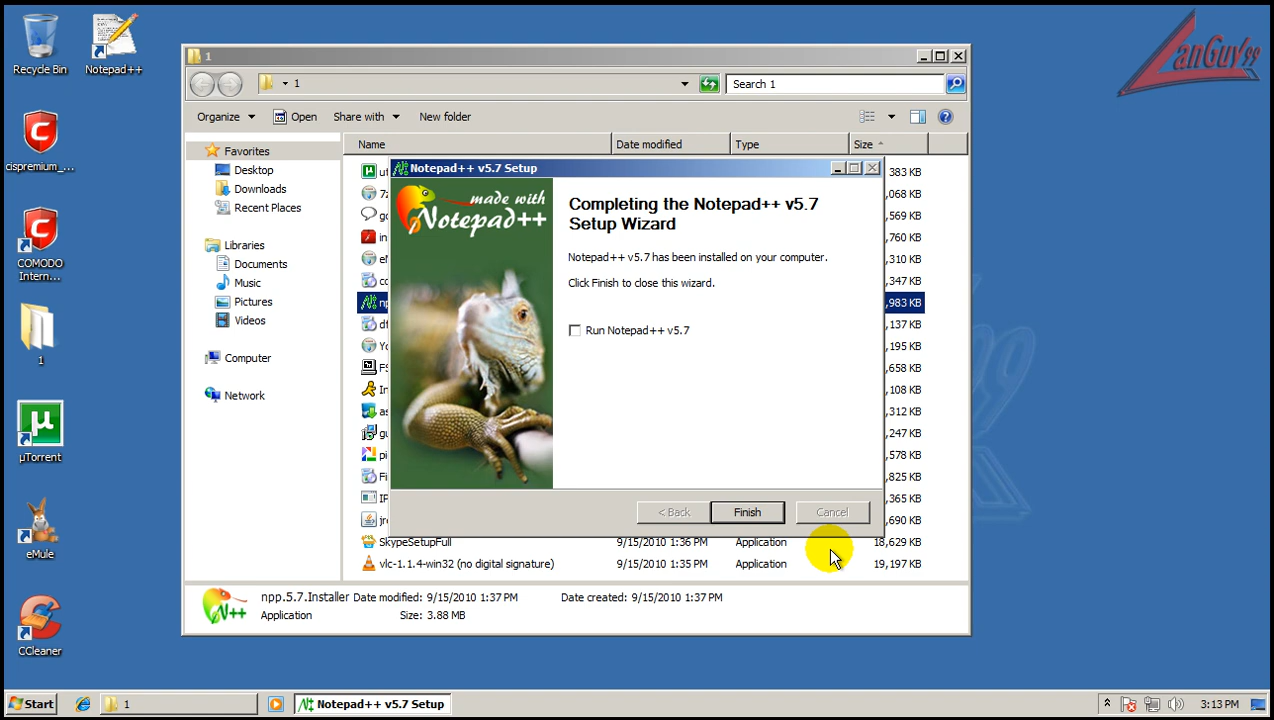 Recycle Bin
Notepad++
cispremium_...
COMODO
Intern...
1
µTorrent
eMule
CCleaner
LanGuy99
1
1
Search 1
Organize
Open
Share with
New folder
Favorites
Desktop
Downloads
Recent Places
Libraries
Documents
Music
Pictures
Videos
Computer
Network
Name
Date modified
Type
Size
383 KB
,068 KB
,569 KB
,760 KB
,310 KB
,347 KB
,983 KB
,137 KB
,195 KB
,658 KB
,108 KB
,312 KB
,247 KB
,578 KB
,825 KB
,365 KB
,690 KB
SkypeSetupFull 9/15/2010 1:36 PM Application 18,629 KB
vlc-1.1.4-win32 (no digital signature) 9/15/2010 1:35 PM Application 19,197 KB
Notepad++ v5.7 Setup
made with
Notepad++
Completing the Notepad++ v5.7
Setup Wizard
Notepad++ v5.7 has been installed on your computer.
Click Finish to close this wizard.
Run Notepad++ v5.7
< Back
Finish
Cancel
N++
npp.5.7.Installer Date modified: 9/15/2010 1:37 PM Date created: 9/15/2010 1:37 PM
Application Size: 3.88 MB
Start
1
Notepad++ v5.7 Setup
3:13 PM